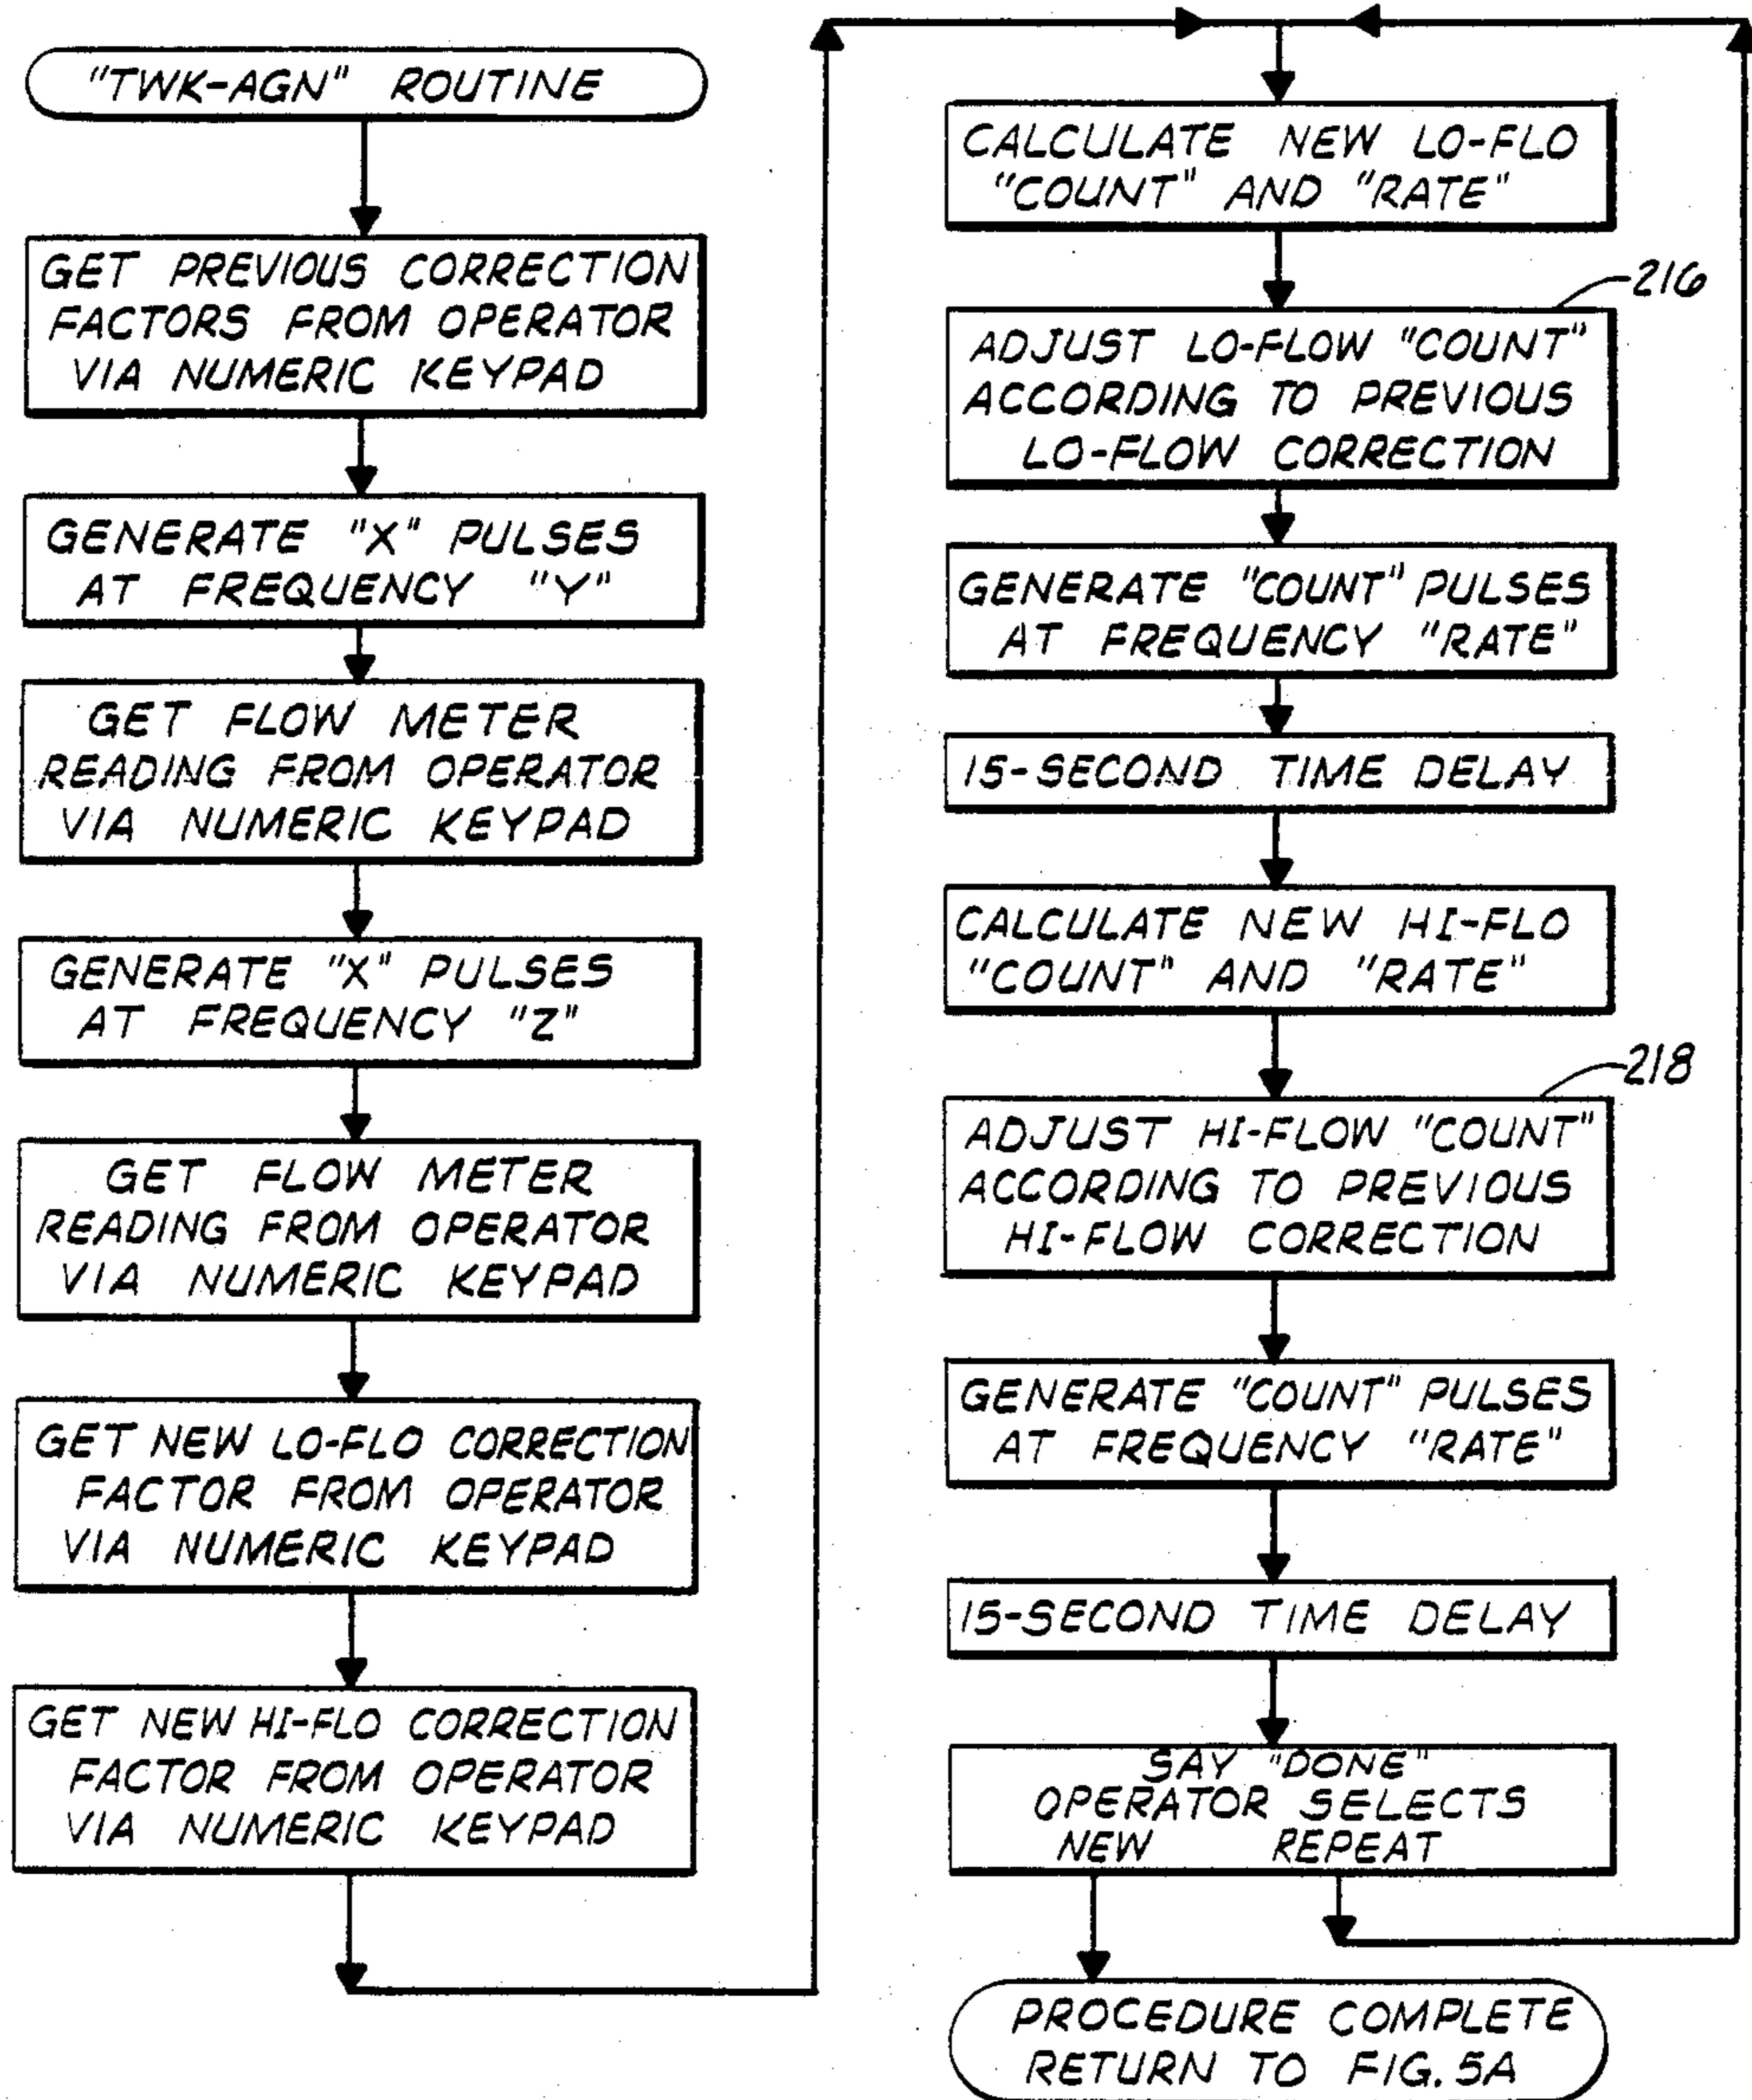 "TWK-AGN" ROUTINE
GET PREVIOUS CORRECTION
FACTORS FROM OPERATOR
VIA NUMERIC KEYPAD
GENERATE "X" PULSES
AT FREQUENCY "Y"
GET FLOW METER
READING FROM OPERATOR
VIA NUMERIC KEYPAD
GENERATE "X" PULSES
AT FREQUENCY "Z"
GET FLOW METER
READING FROM OPERATOR
VIA NUMERIC KEYPAD
GET NEW LO-FLO CORRECTION
FACTOR FROM OPERATOR
VIA NUMERIC KEYPAD
GET NEW HI-FLO CORRECTION
FACTOR FROM OPERATOR
VIA NUMERIC KEYPAD
CALCULATE NEW LO-FLO
"COUNT" AND "RATE"
216
ADJUST LO-FLOW "COUNT"
ACCORDING TO PREVIOUS
LO-FLOW CORRECTION
GENERATE "COUNT" PULSES
AT FREQUENCY "RATE"
15-SECOND TIME DELAY
CALCULATE NEW HI-FLO
"COUNT" AND "RATE"
218
ADJUST HI-FLOW "COUNT"
ACCORDING TO PREVIOUS
HI-FLOW CORRECTION
GENERATE "COUNT" PULSES
AT FREQUENCY "RATE"
15-SECOND TIME DELAY
SAY "DONE"
OPERATOR SELECTS
NEW REPEAT
PROCEDURE COMPLETE
RETURN TO FIG. 5A